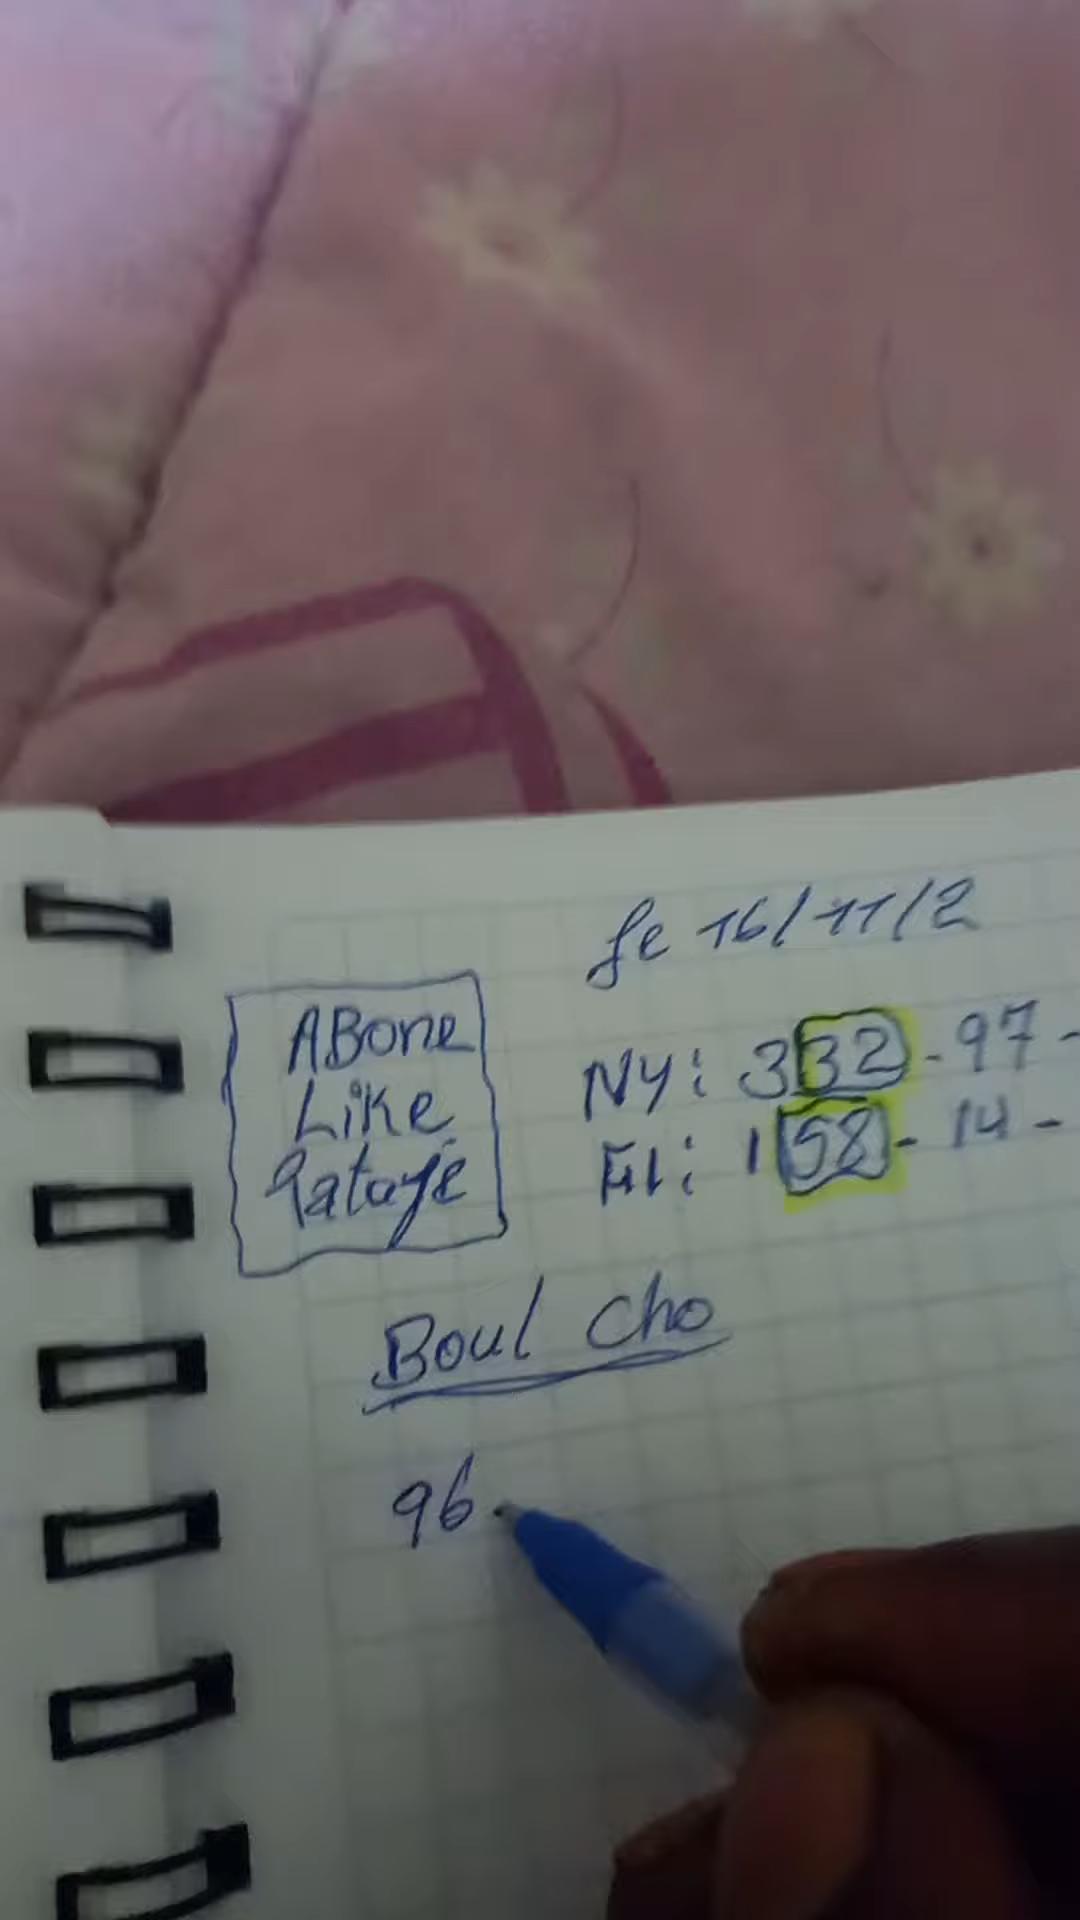 Le 16/11/2
ABone
Like
Pataje
NY: 332 - 97 -
Fl: 158 - 14 -
Boul Cho
96.